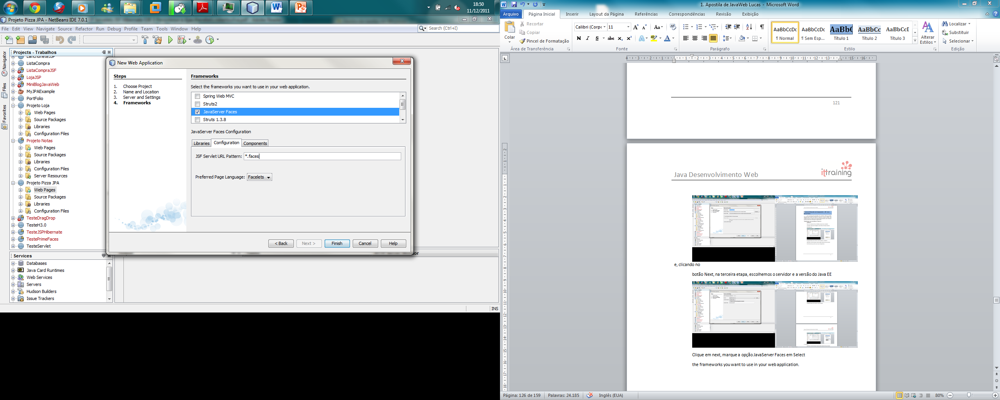 18:50
11/12/2011
Projeto Pizza JPA - NetBeans IDE 7.0.1
File Edit View Navigate Source Refactor Run Debug Profile Team Tools Window Help
Search (Ctrl+I)
Navigator
Files
Favorites
Projects - Trabalhos
LanchoneteJSF
ListaCompra
ListaCompraJSF
LojaJSP
MiniBlogJavaWeb
MyJPAExample
PortFolio
Projeto Loja
Web Pages
Source Packages
Libraries
Configuration Files
Projeto Notas
Web Pages
Source Packages
Libraries
Configuration Files
Server Resources
Projeto Pizza JPA
Web Pages
Source Packages
Libraries
Configuration Files
TesteDragDrop
TesteH3.0
TesteJSPHibernate
TestePrimeFaces
TesteServlet
Services
Databases
Java Card Runtimes
Web Services
Servers
Hudson Builders
Issue Trackers
New Web Application
Steps
1. Choose Project
2. Name and Location
3. Server and Settings
4. Frameworks
Frameworks
Select the frameworks you want to use in your web application.
Spring Web MVC
Struts2
JavaServer Faces
Struts 1.3.8
JavaServer Faces Configuration
Libraries Configuration Components
JSF Servlet URL Pattern: *.faces
Preferred Page Language: Facelets
< Back Next > Finish Cancel Help
INS
1. Apostila de JavaWeb Lucas - Microsoft Word
Arquivo Página Inicial Inserir Layout da Página Referências Correspondências Revisão Exibição
Colar
Recortar
Copiar
Pincel de Formatação
Área de Transferência
Calibri (Corpo 11
Fonte
Parágrafo
AaBbCcDc AaBbCcDc AaBbC AaBbCc AaBbCcI
¶ Normal ¶ Sem Esp... Título 1 Título 2 Título 3
Alterar
Estilos
Estilo
Localizar
Substituir
Selecionar
Edição
121
Java Desenvolvimento Web
ittraining
e, clicando no
botão Next, na terceira etapa, escolhemos o servidor e a versão do Java EE
Clique em next, marque a opção JavaServer Faces em Select
the frameworks you want to use in your web application.
Página: 126 de 159 Palavras: 24.185 Inglês (EUA) 80%